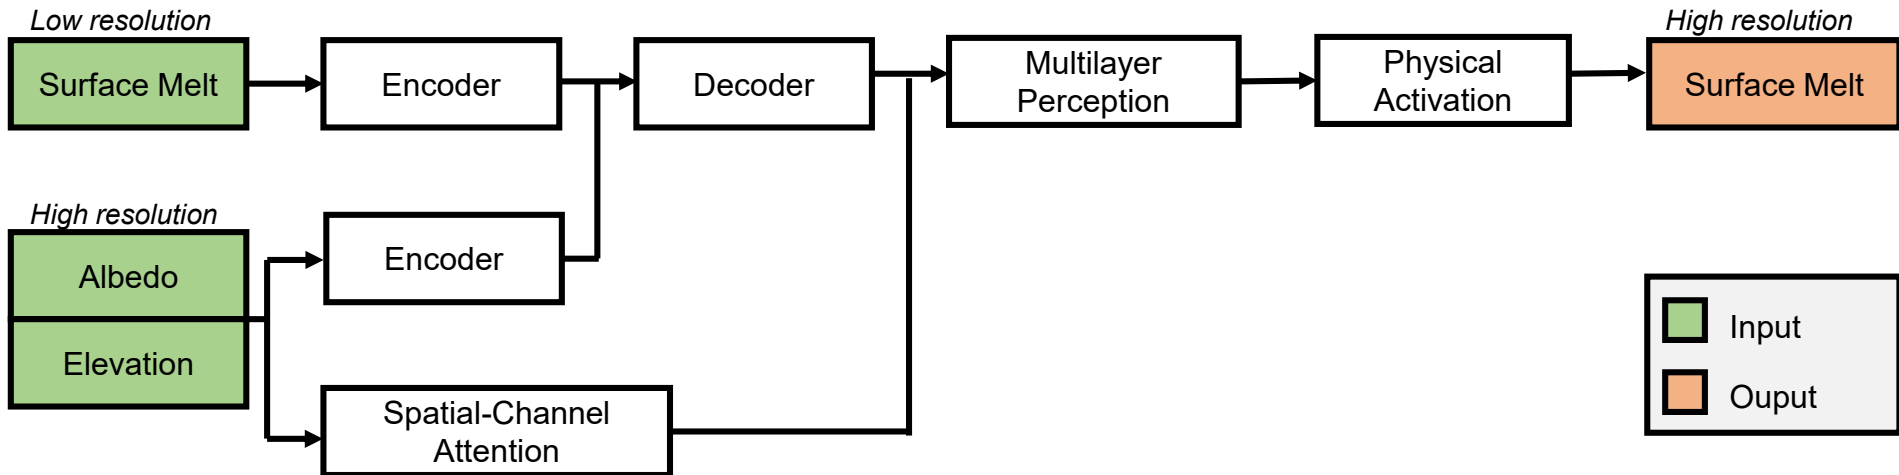 Low resolution
High resolution
Surface Melt
Encoder
Decoder
Multilayer
Perception
Physical
Activation
Surface Melt
High resolution
Albedo
Elevation
Encoder
Spatial-Channel
Attention
Input
Ouput